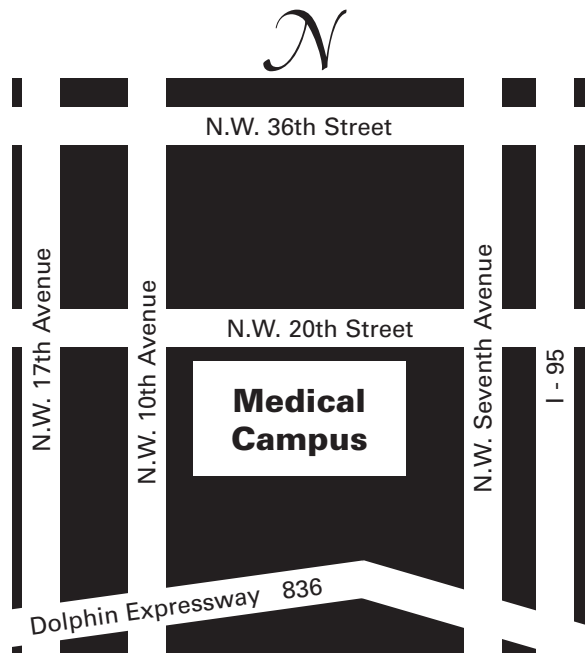 N
N.W. 36th Street
N.W. 17th Avenue
N.W. 10th Avenue
N.W. 20th Street
N.W. Seventh Avenue
I - 95
Medical
Campus
Dolphin Expressway 836